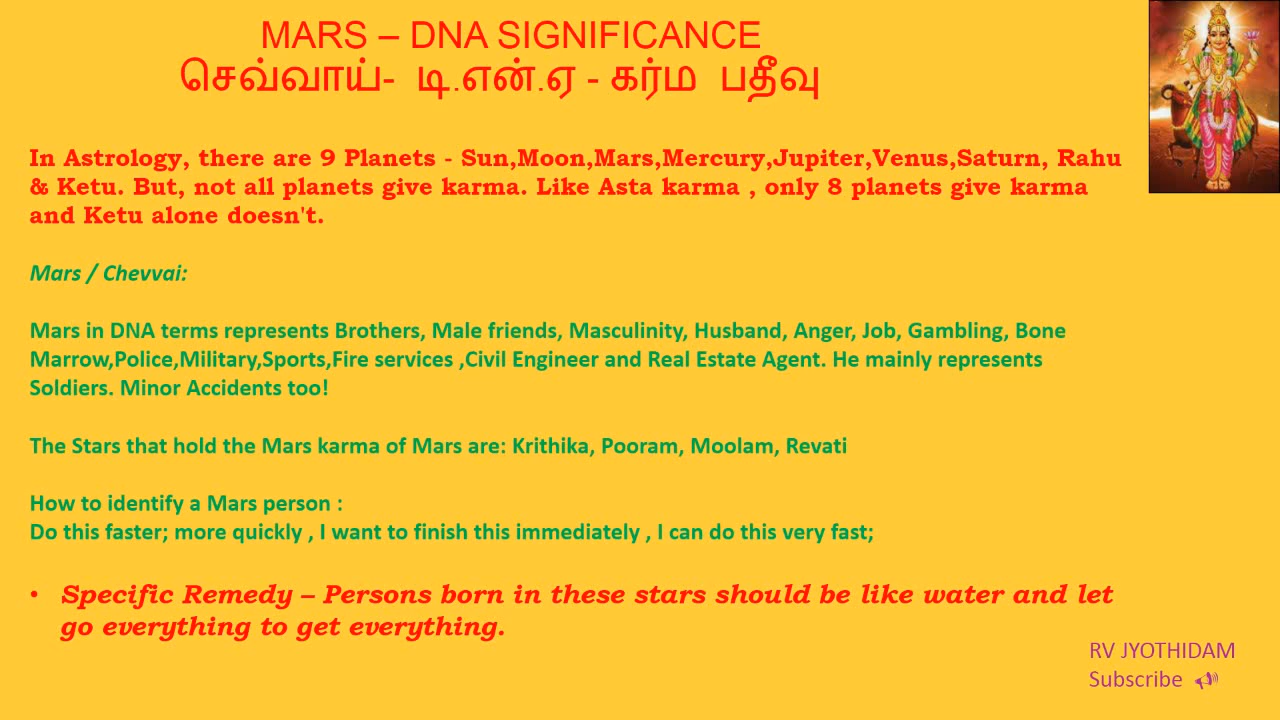 MARS – DNA SIGNIFICANCE
செவ்வாய்- டி.என்.ஏ - கர்ம பதீவு
In Astrology, there are 9 Planets - Sun,Moon,Mars,Mercury,Jupiter,Venus,Saturn, Rahu
& Ketu. But, not all planets give karma. Like Asta karma , only 8 planets give karma
and Ketu alone doesn't.
Mars / Chevvai:
Mars in DNA terms represents Brothers, Male friends, Masculinity, Husband, Anger, Job, Gambling, Bone
Marrow,Police,Military,Sports,Fire services ,Civil Engineer and Real Estate Agent. He mainly represents
Soldiers. Minor Accidents too!
The Stars that hold the Mars karma of Mars are: Krithika, Pooram, Moolam, Revati
How to identify a Mars person :
Do this faster; more quickly , I want to finish this immediately , I can do this very fast;
• Specific Remedy – Persons born in these stars should be like water and let
go everything to get everything.
RV JYOTHIDAM
Subscribe